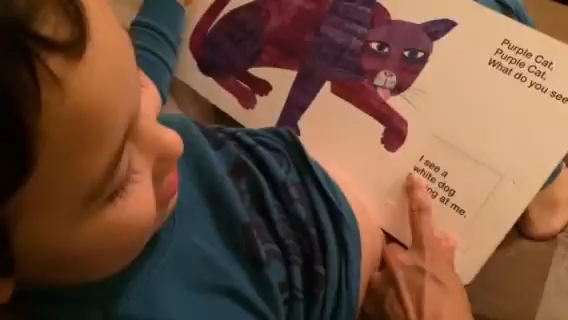 Purple Cat,
Purple Cat,
What do you see
I see a
white dog
at me.